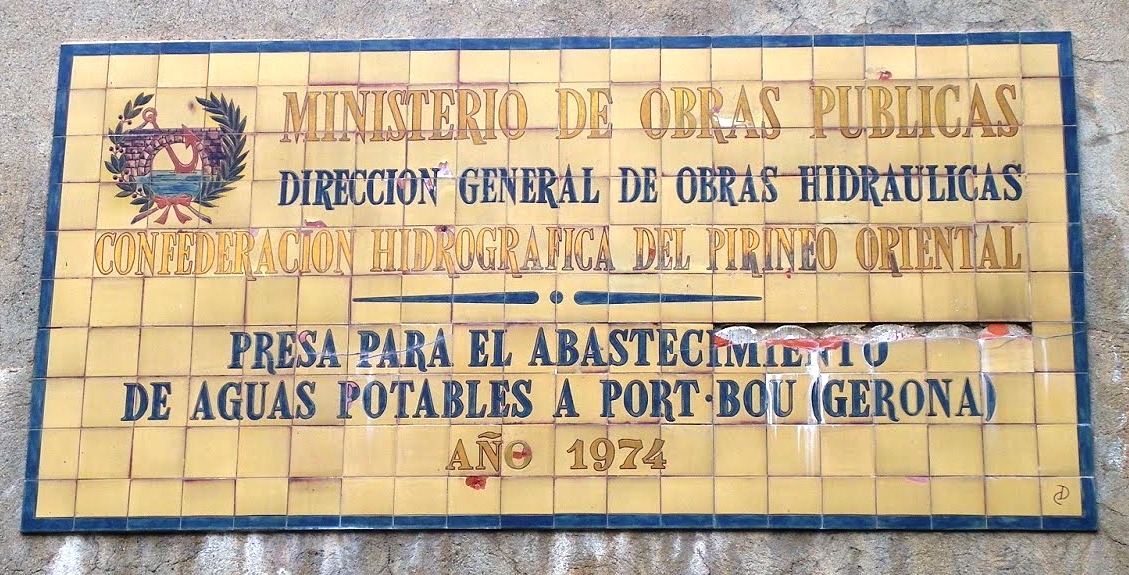 MINISTERIO DE OBRAS PUBLICAS
DIRECCION GENERAL DE OBRAS HIDRAULICAS
CONFEDERACION HIDROGRAFICA DEL PIRINEO ORIENTAL
PRESA PARA EL ABASTECIMIENTO
DE AGUAS POTABLES A PORT·BOU (GERONA)
AÑO 1974